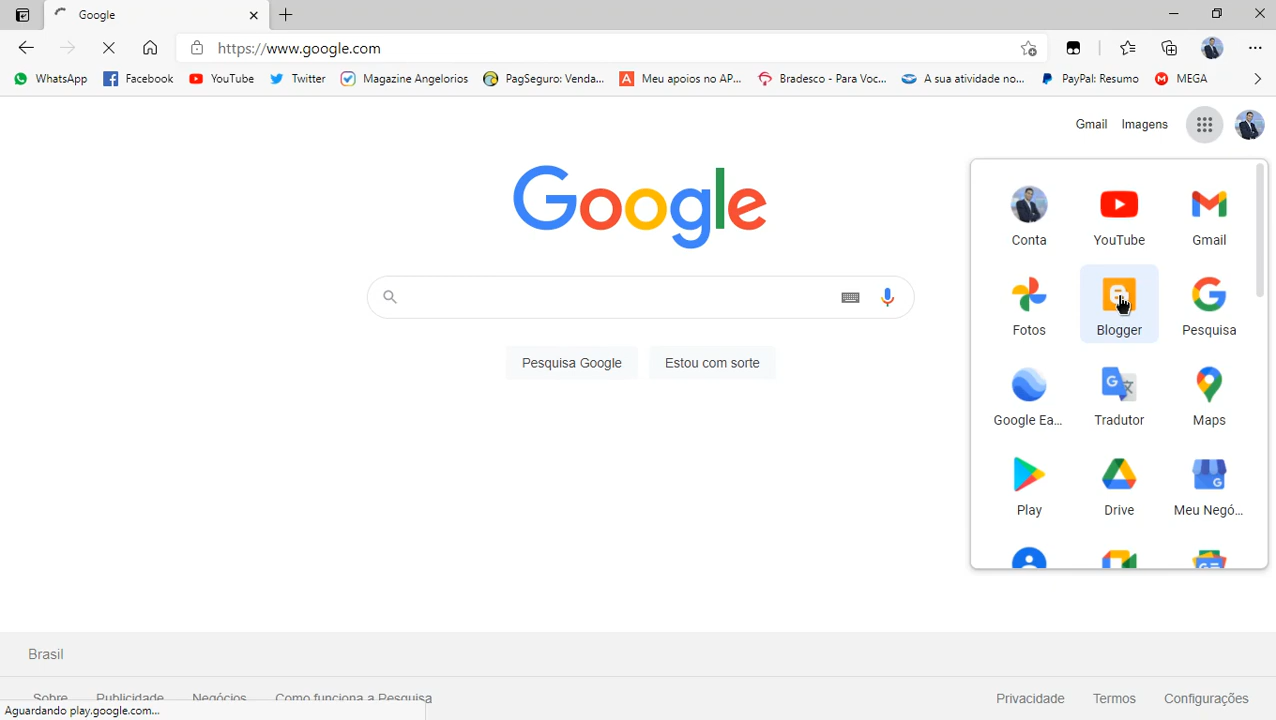 Google
https://www.google.com
WhatsApp Facebook YouTube Twitter Magazine Angelorios PagSeguro: Venda... Meu apoios no AP... Bradesco - Para Voc... A sua atividade no... PayPal: Resumo MEGA
Gmail Imagens
Google
Conta YouTube Gmail
Fotos Blogger Pesquisa
Google Ea... Tradutor Maps
Play Drive Meu Negó...
Pesquisa Google Estou com sorte
Brasil
Sobre Publicidade Negócios Como funciona a Pesquisa Privacidade Termos Configurações
Aguardando play.google.com...